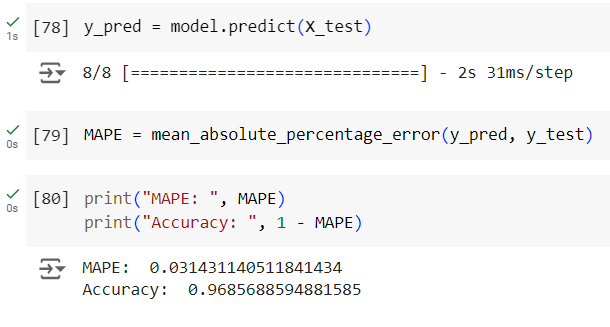 [78] y_pred = model.predict(X_test)
1s
8/8 [==============================] - 2s 31ms/step
[79] MAPE = mean_absolute_percentage_error(y_pred, y_test)
0s
[80] print("MAPE: ", MAPE)
0s
print("Accuracy: ", 1 - MAPE)
MAPE:  0.031431140511841434
Accuracy:  0.9685688594881585